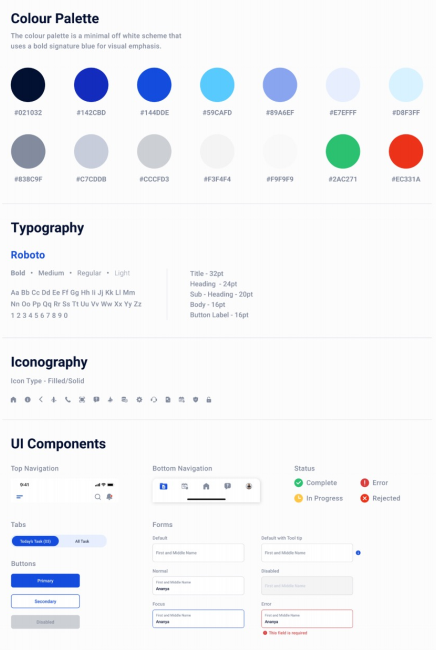 Colour Palette
The colour palette is a minimal off white scheme that
uses a bold signature blue for visual emphasis.
#021032 #142CBD #144DDE #59CAFD #89A6EF #E7EFFF #D8F3FF
#838C9F #C7CDDB #CCCFD3 #F3F4F4 #F9F9F9 #2AC271 #EC331A
Typography
Roboto
Bold • Medium • Regular • Light
Aa Bb Cc Dd Ee Ff Gg Hh Ii Jj Kk Ll Mm
Nn Oo Pp Qq Rr Ss Tt Uu Vv Ww Xx Yy Zz
1 2 3 4 5 6 7 8 9 0
Title - 32pt
Heading - 24pt
Sub - Heading - 20pt
Body - 16pt
Button Label - 16pt
Iconography
Icon Type - Filled/Solid
UI Components
Top Navigation
9:41
Bottom Navigation
Status
Complete
Error
In Progress
Rejected
Tabs
Today's Task (05)
All Task
Buttons
Primary
Secondary
Disabled
Forms
Default
First and Middle Name
Default with Tool tip
First and Middle Name
Normal
First and Middle Name
Ananya
Disabled
First and Middle Name
Focus
First and Middle Name
Ananya
Error
First and Middle Name
Ananya
This field is required